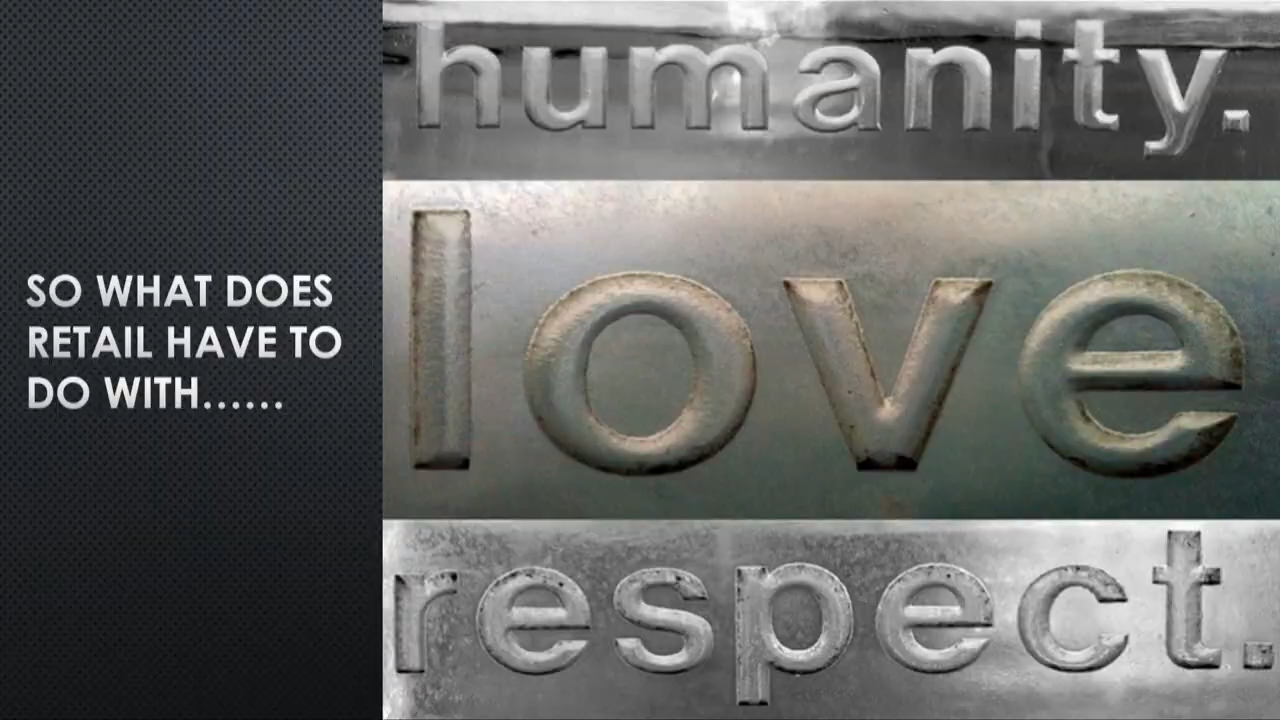 SO WHAT DOES
RETAIL HAVE TO
DO WITH......
humanity.
love
respect.